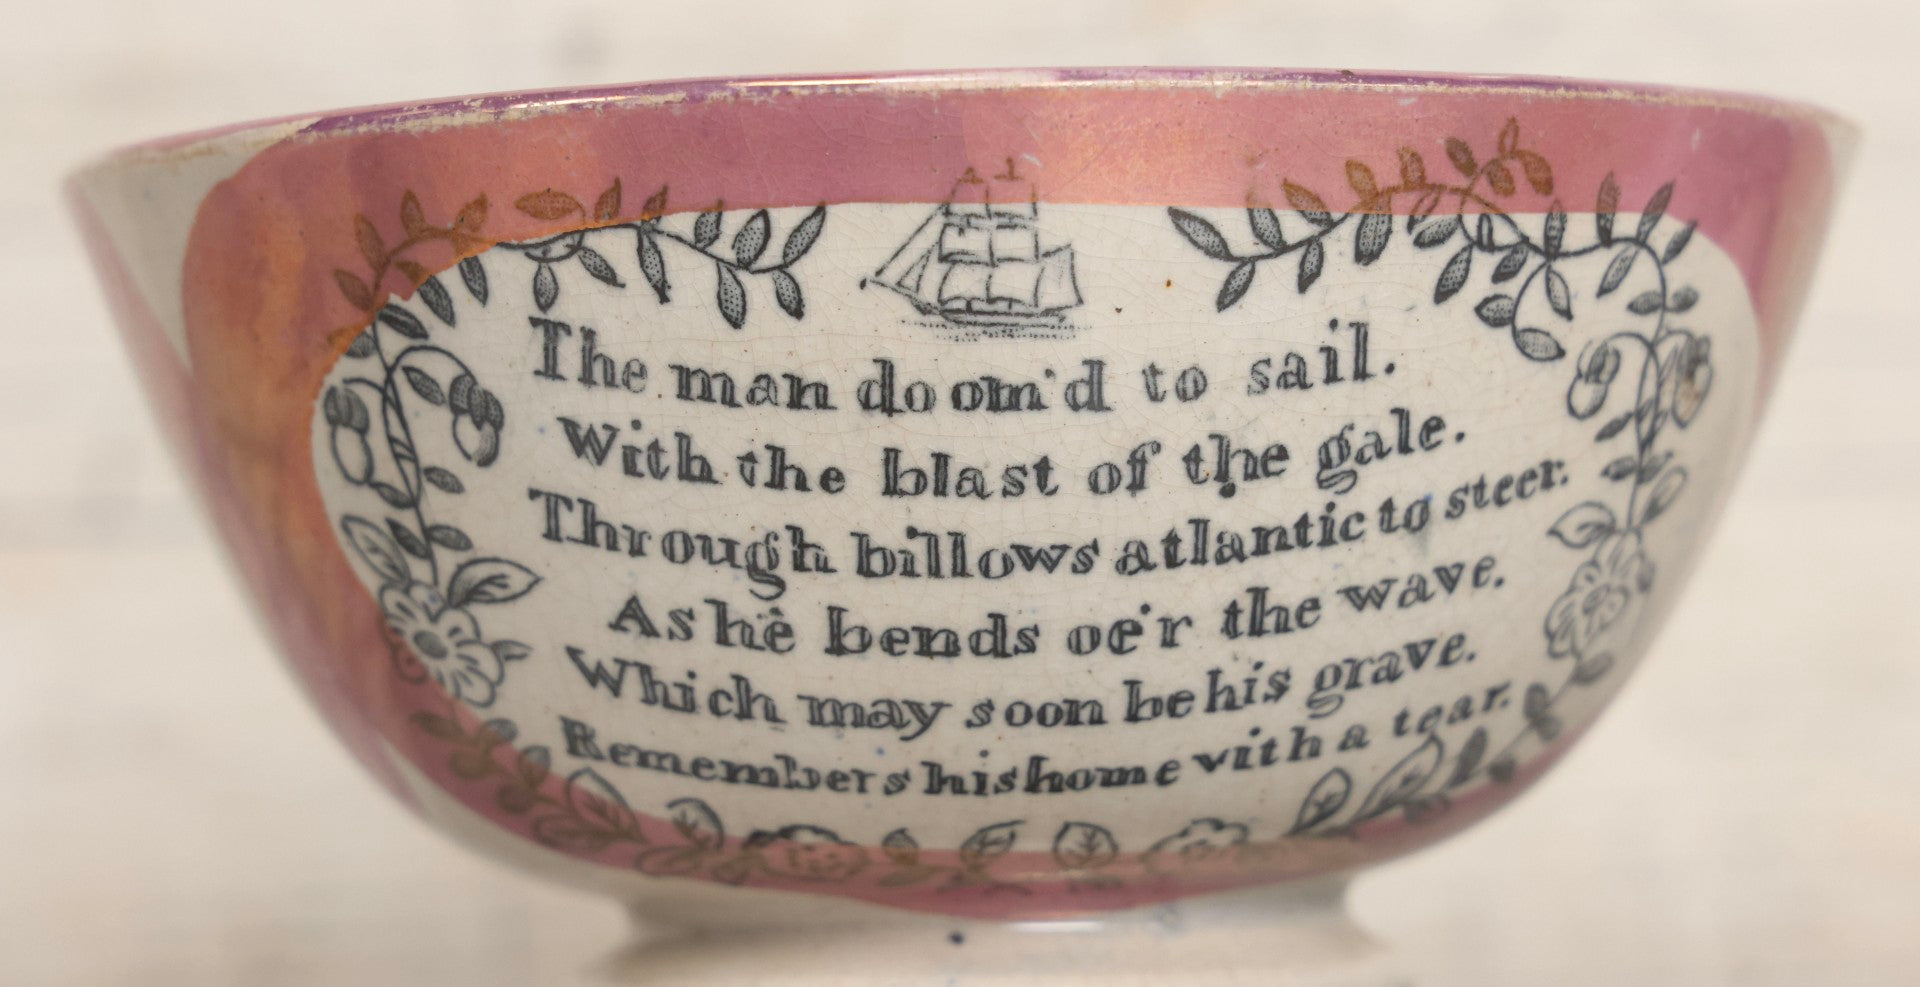 The man doom'd to sail.
With the blast of the gale.
Through billows atlantic to steer.
As he bends oe'r the wave.
Which may soon be his grave.
Remembers his home with a tear.